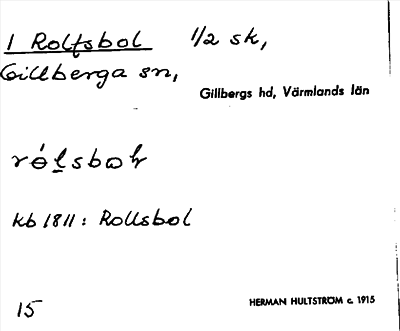 1 Rolfsbol 1/2 sk,
Gillberga sn,
Gillbergs hd, Värmlands län
kb 1811: Rollsbol
15
HERMAN HULTSTRÖM c. 1915